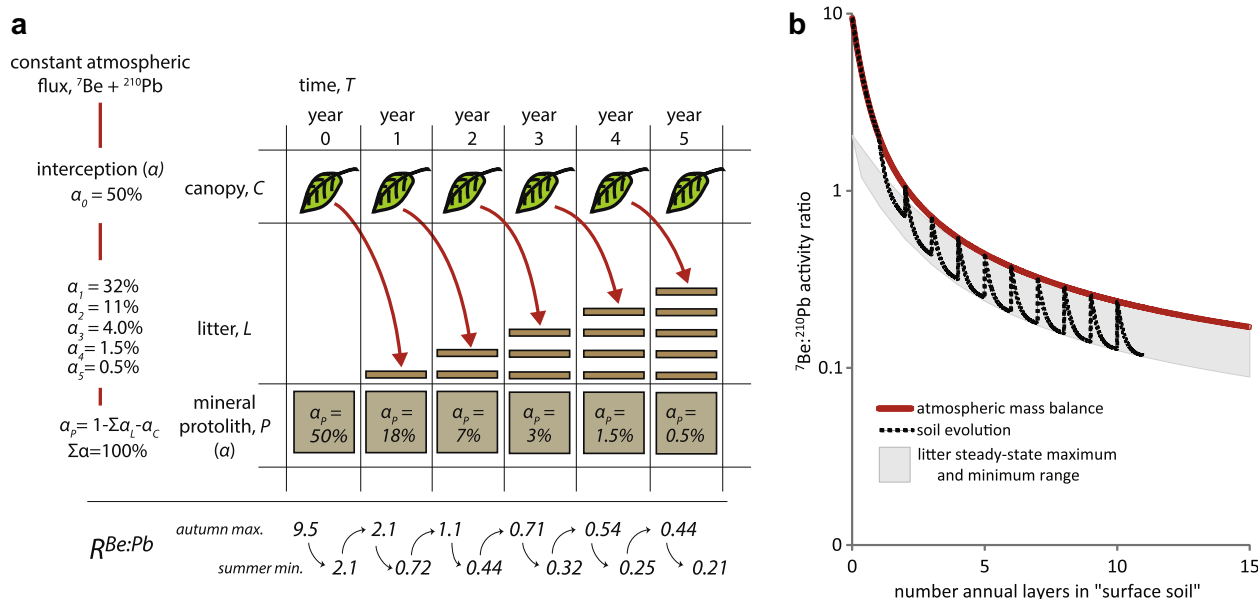 a
constant atmospheric
flux, ⁷Be + ²¹⁰Pb
interception (α)
α₀ = 50%
α₁ = 32%
α₂ = 11%
α₃ = 4.0%
α₄ = 1.5%
α₅ = 0.5%
αₚ = 1-Σα_L-α_C
Σα=100%
time, T
year year year year year year
0 1 2 3 4 5
canopy, C
litter, L
mineral
protolith, P
(α)
αₚ = αₚ = αₚ = αₚ = αₚ = αₚ =
50% 18% 7% 3% 1.5% 0.5%
R^Be:Pb
autumn max. 9.5 2.1 1.1 0.71 0.54 0.44
summer min. 2.1 0.72 0.44 0.32 0.25 0.21
b
⁷Be:²¹⁰Pb activity ratio
10
1
0.1
0
atmospheric mass balance
soil evolution
litter steady-state maximum
and minimum range
0 5 10 15
number annual layers in "surface soil"